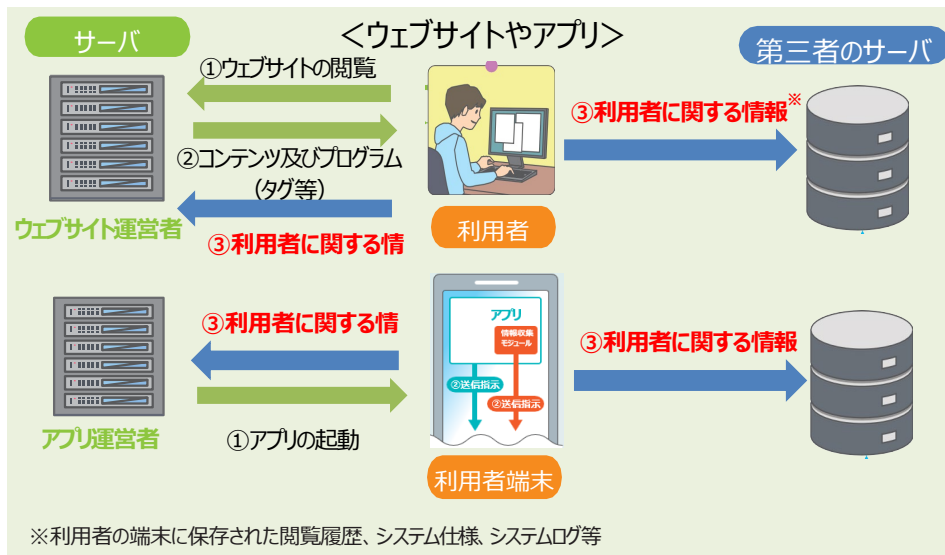 ＜ウェブサイトやアプリ＞
サーバ
第三者のサーバ
①ウェブサイトの閲覧
③利用者に関する情報※
②コンテンツ及びプログラム
（タグ等）
ウェブサイト運営者
③利用者に関する情
利用者
アプリ
情報収集
モジュール
③利用者に関する情
③利用者に関する情報
②送信指示
②送信指示
アプリ運営者
①アプリの起動
利用者端末
※利用者の端末に保存された閲覧履歴、システム仕様、システムログ等